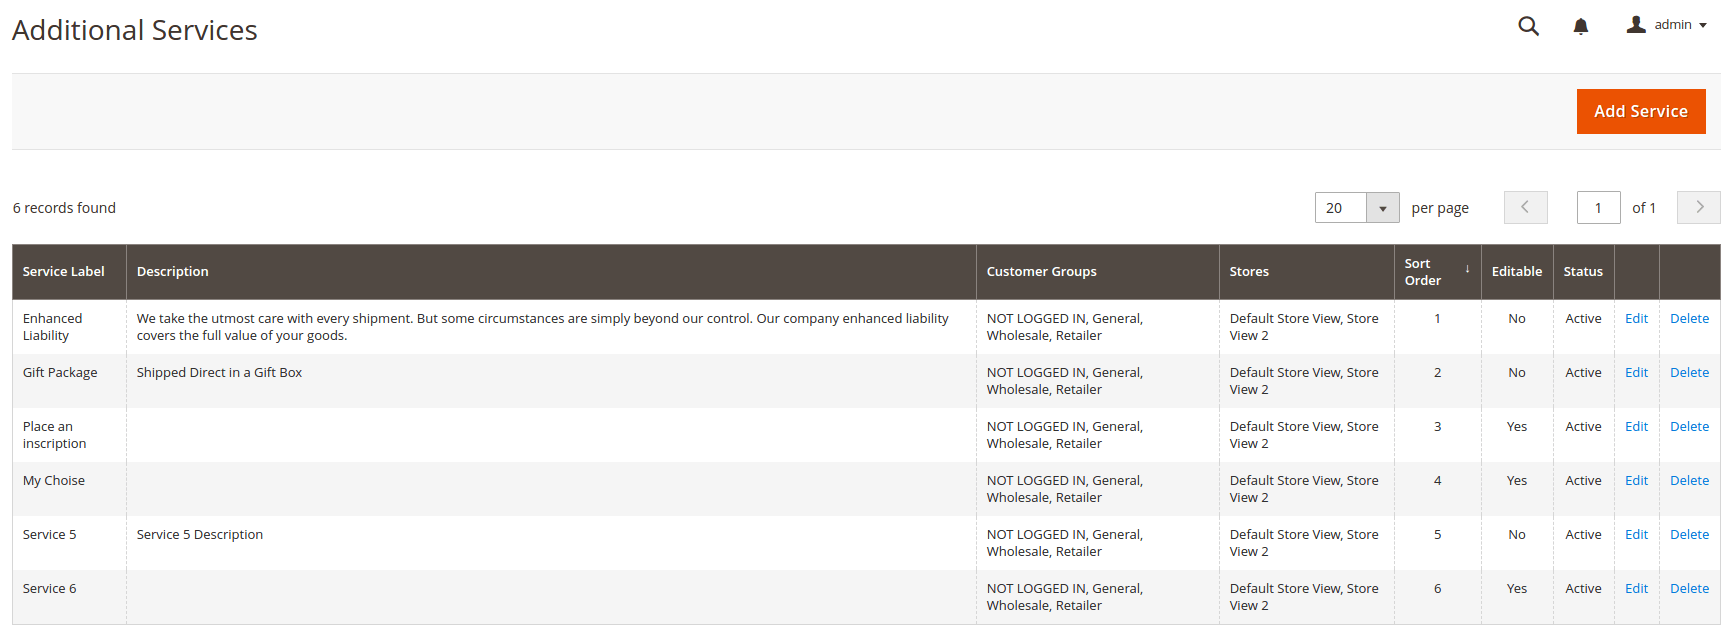 Additional Services
admin
Add Service
6 records found
20
per page
1
of 1
Service Label
Description
Customer Groups
Stores
Sort
Order
↓
Editable
Status
Enhanced
Liability
We take the utmost care with every shipment. But some circumstances are simply beyond our control. Our company enhanced liability
covers the full value of your goods.
NOT LOGGED IN, General,
Wholesale, Retailer
Default Store View, Store
View 2
1
No
Active
Edit
Delete
Gift Package
Shipped Direct in a Gift Box
NOT LOGGED IN, General,
Wholesale, Retailer
Default Store View, Store
View 2
2
No
Active
Edit
Delete
Place an
inscription
NOT LOGGED IN, General,
Wholesale, Retailer
Default Store View, Store
View 2
3
Yes
Active
Edit
Delete
My Choise
NOT LOGGED IN, General,
Wholesale, Retailer
Default Store View, Store
View 2
4
Yes
Active
Edit
Delete
Service 5
Service 5 Description
NOT LOGGED IN, General,
Wholesale, Retailer
Default Store View, Store
View 2
5
No
Active
Edit
Delete
Service 6
NOT LOGGED IN, General,
Wholesale, Retailer
Default Store View, Store
View 2
6
Yes
Active
Edit
Delete